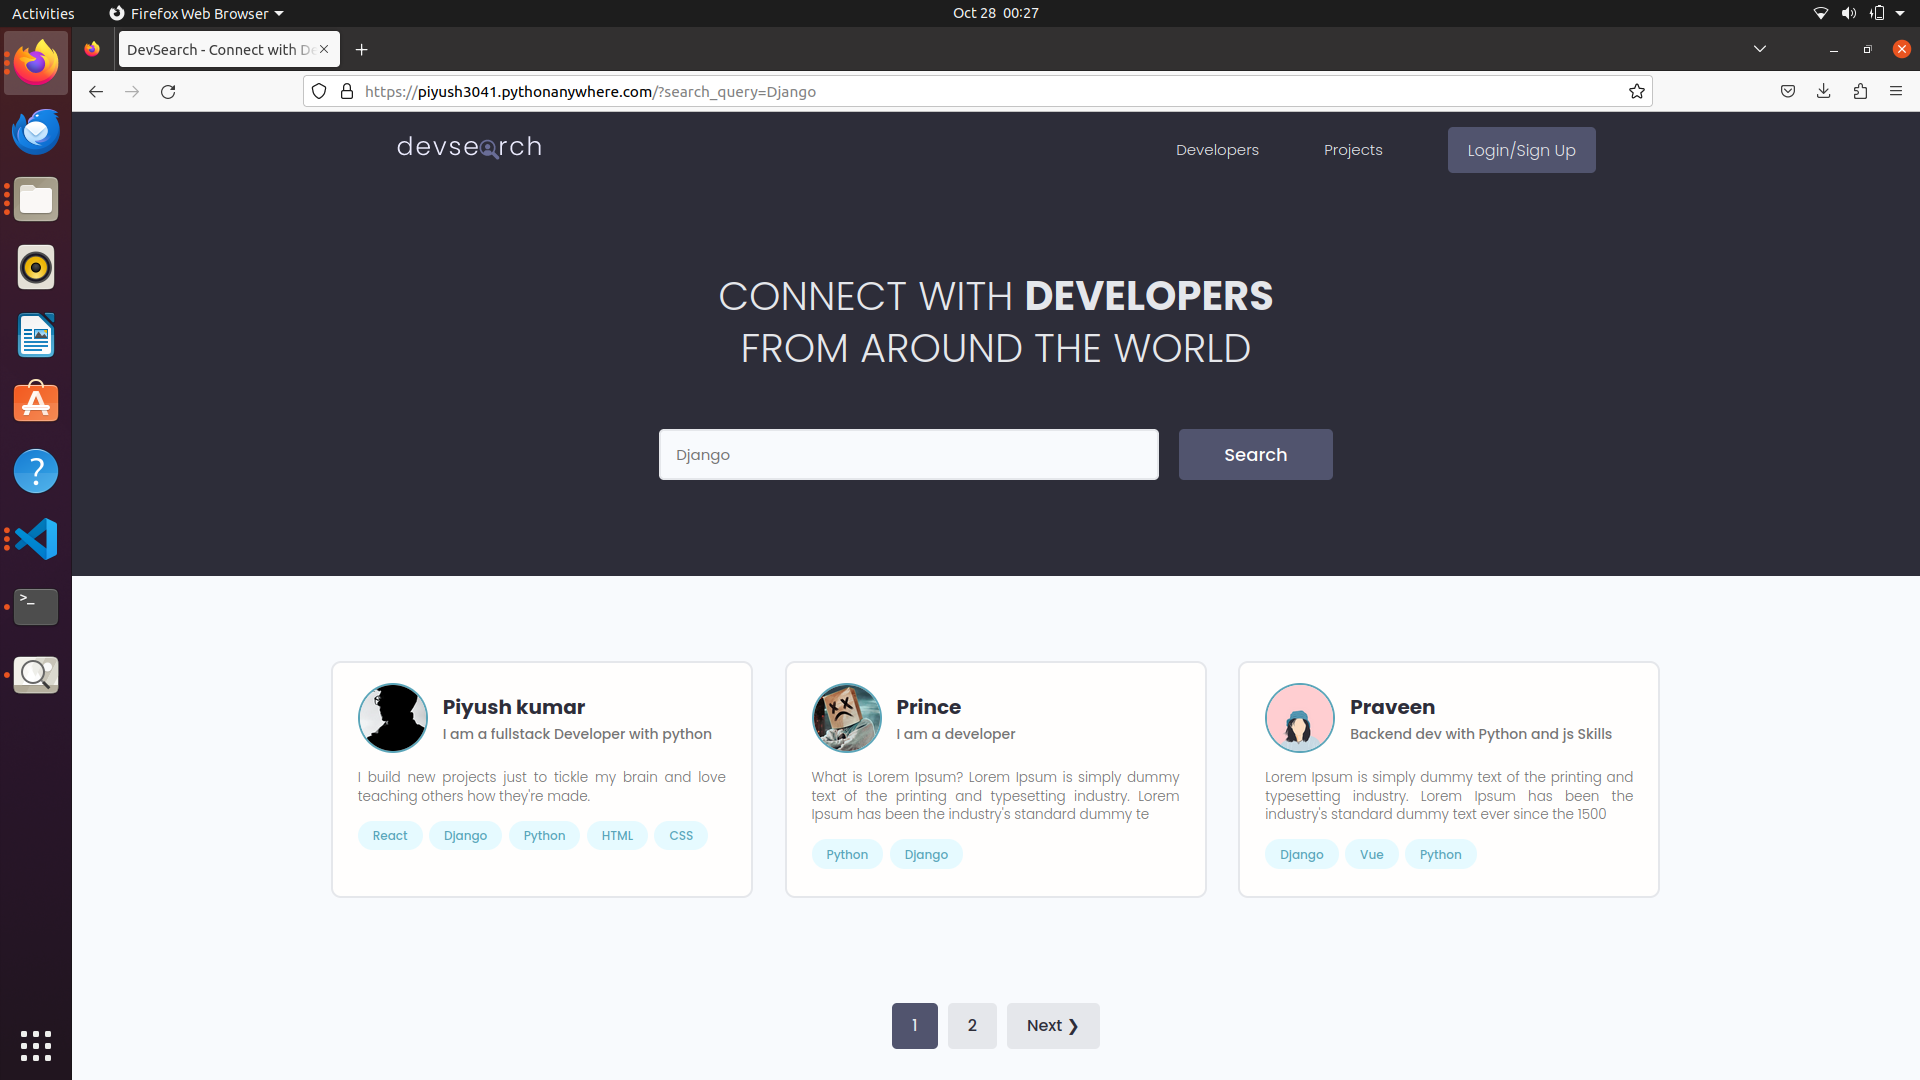 Activities
Firefox Web Browser
Oct 28 00:27
DevSearch - Connect with De
https://piyush3041.pythonanywhere.com/?search_query=Django
devsearch
Developers
Projects
Login/Sign Up
CONNECT WITH DEVELOPERS
FROM AROUND THE WORLD
Django
Search
Piyush kumar
I am a fullstack Developer with python
I build new projects just to tickle my brain and love
teaching others how they're made.
React Django Python HTML CSS
Prince
I am a developer
What is Lorem Ipsum? Lorem Ipsum is simply dummy
text of the printing and typesetting industry. Lorem
Ipsum has been the industry's standard dummy te
Python Django
Praveen
Backend dev with Python and js Skills
Lorem Ipsum is simply dummy text of the printing and
typesetting industry. Lorem Ipsum has been the
industry's standard dummy text ever since the 1500
Django Vue Python
1 2 Next ❯